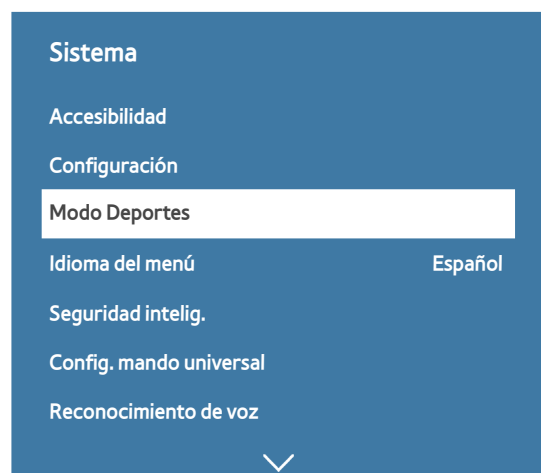 Sistema
Accesibilidad
Configuración
Modo Deportes
Idioma del menú Español
Seguridad intelig.
Config. mando universal
Reconocimiento de voz